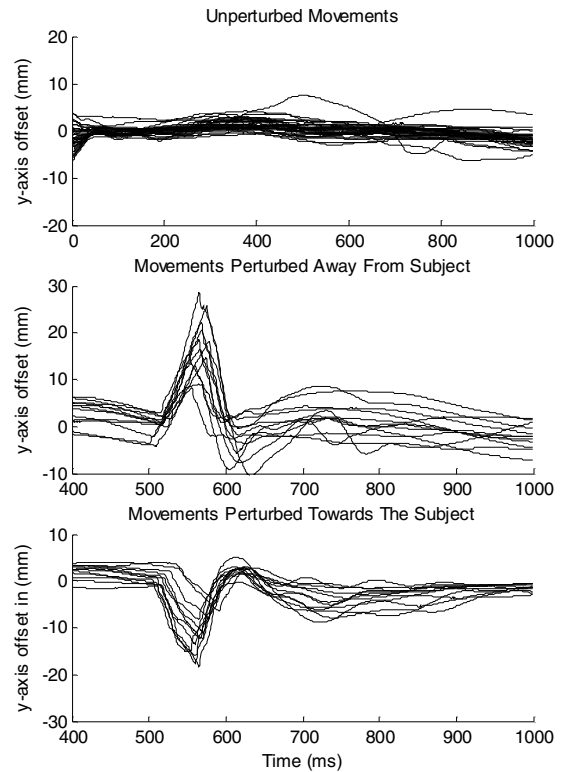 Unperturbed Movements
20
10
0
-10
-20
y-axis offset (mm)
0 200 400 600 800 1000
Movements Perturbed Away From Subject
30
20
10
0
-10
y-axis offset (mm)
400 500 600 700 800 900 1000
Movements Perturbed Towards The Subject
10
0
-10
-20
-30
y-axis offset in (mm)
400 500 600 700 800 900 1000
Time (ms)